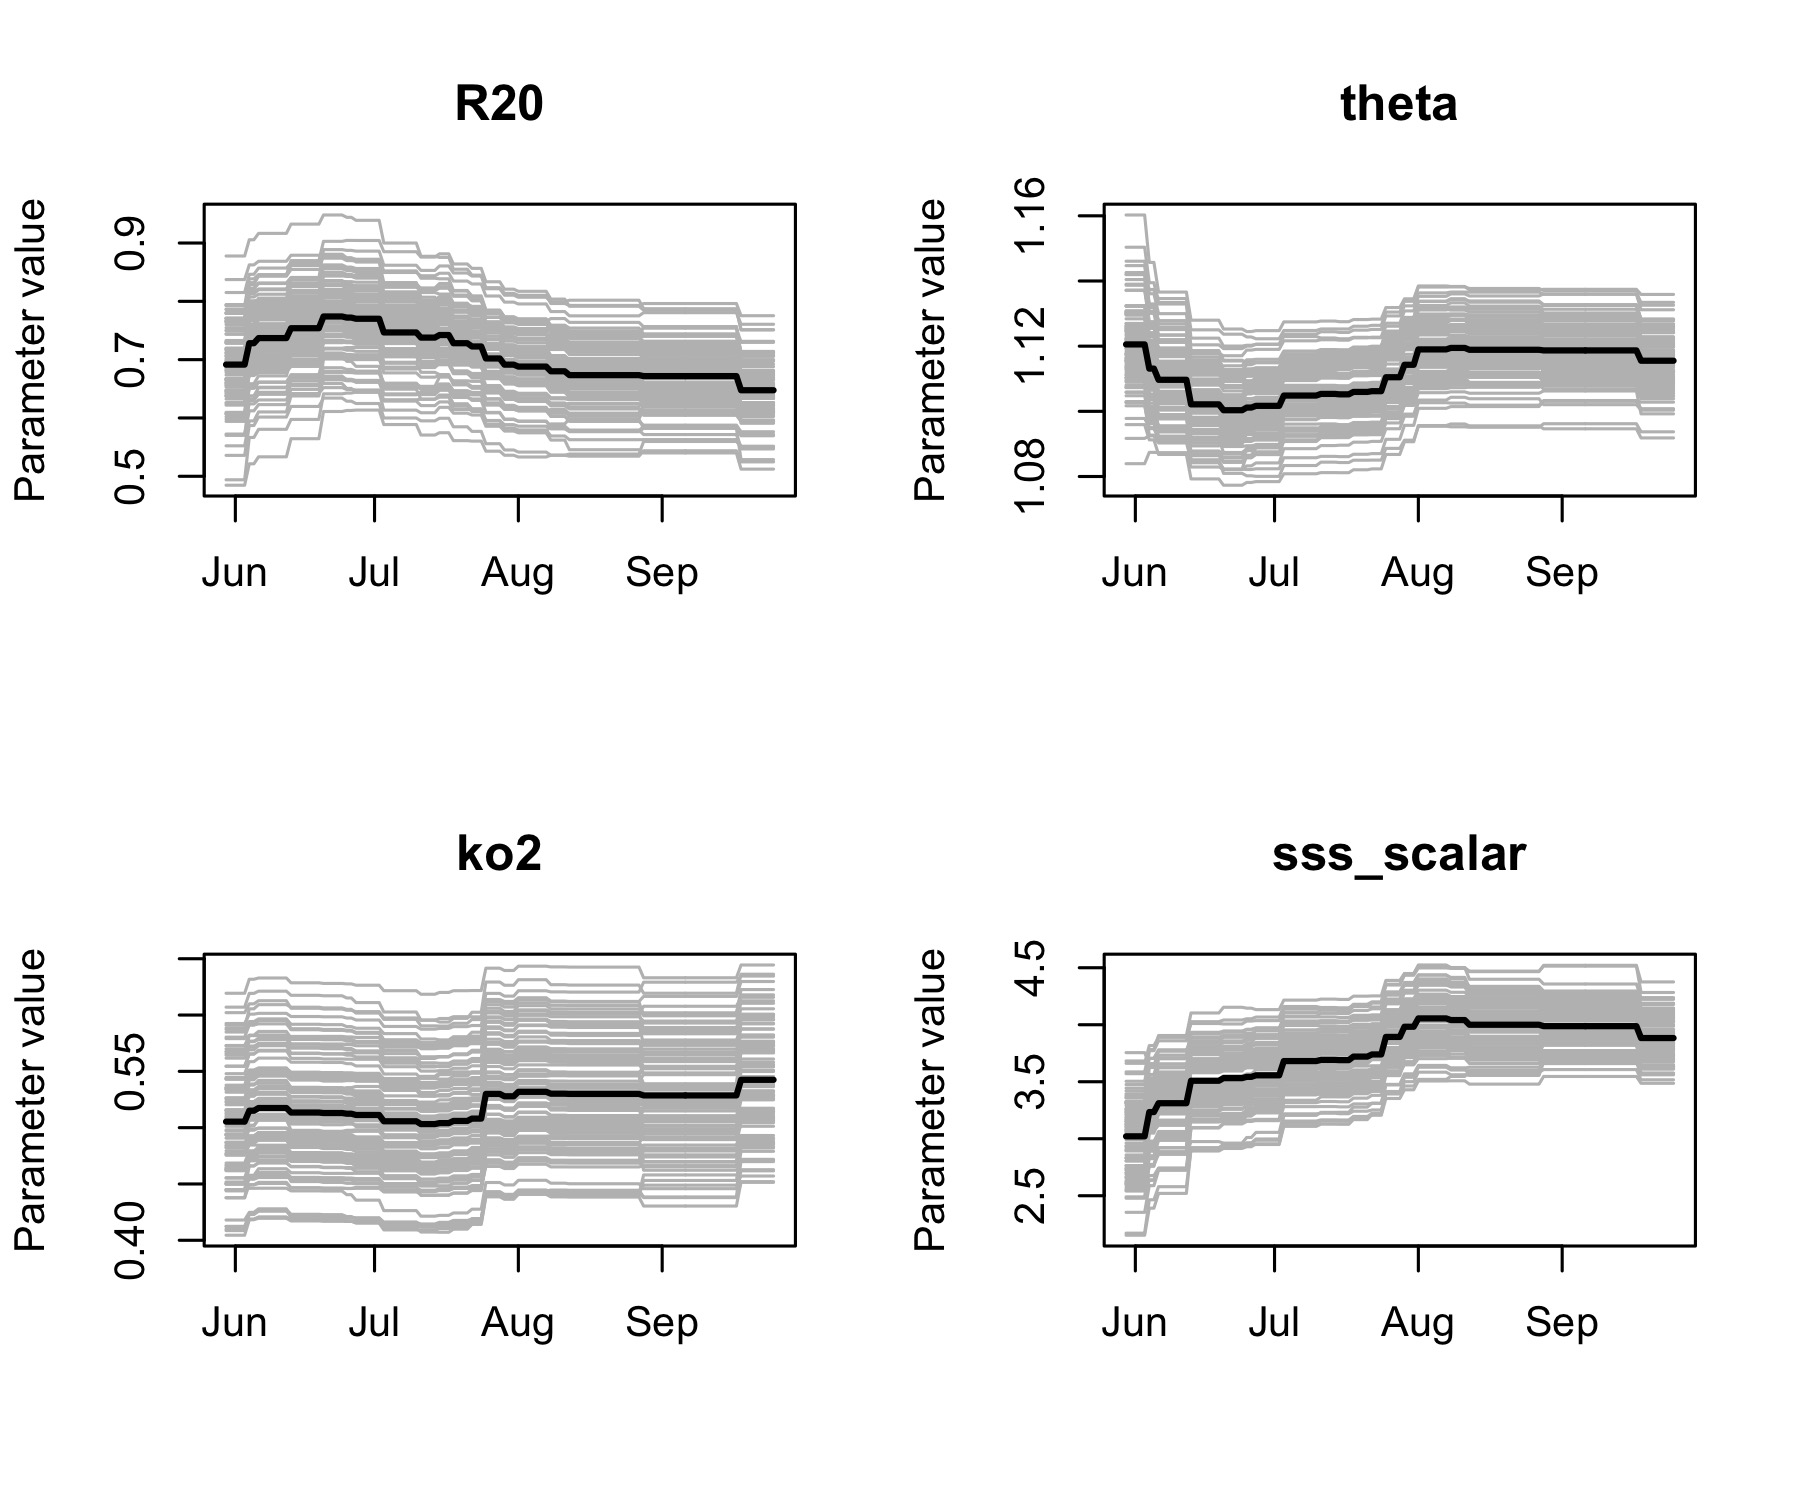 R20
Parameter value
0.9
0.7
0.5
Jun Jul Aug Sep
theta
Parameter value
1.16
1.12
1.08
Jun Jul Aug Sep
ko2
Parameter value
0.55
0.40
Jun Jul Aug Sep
sss_scalar
Parameter value
4.5
3.5
2.5
Jun Jul Aug Sep